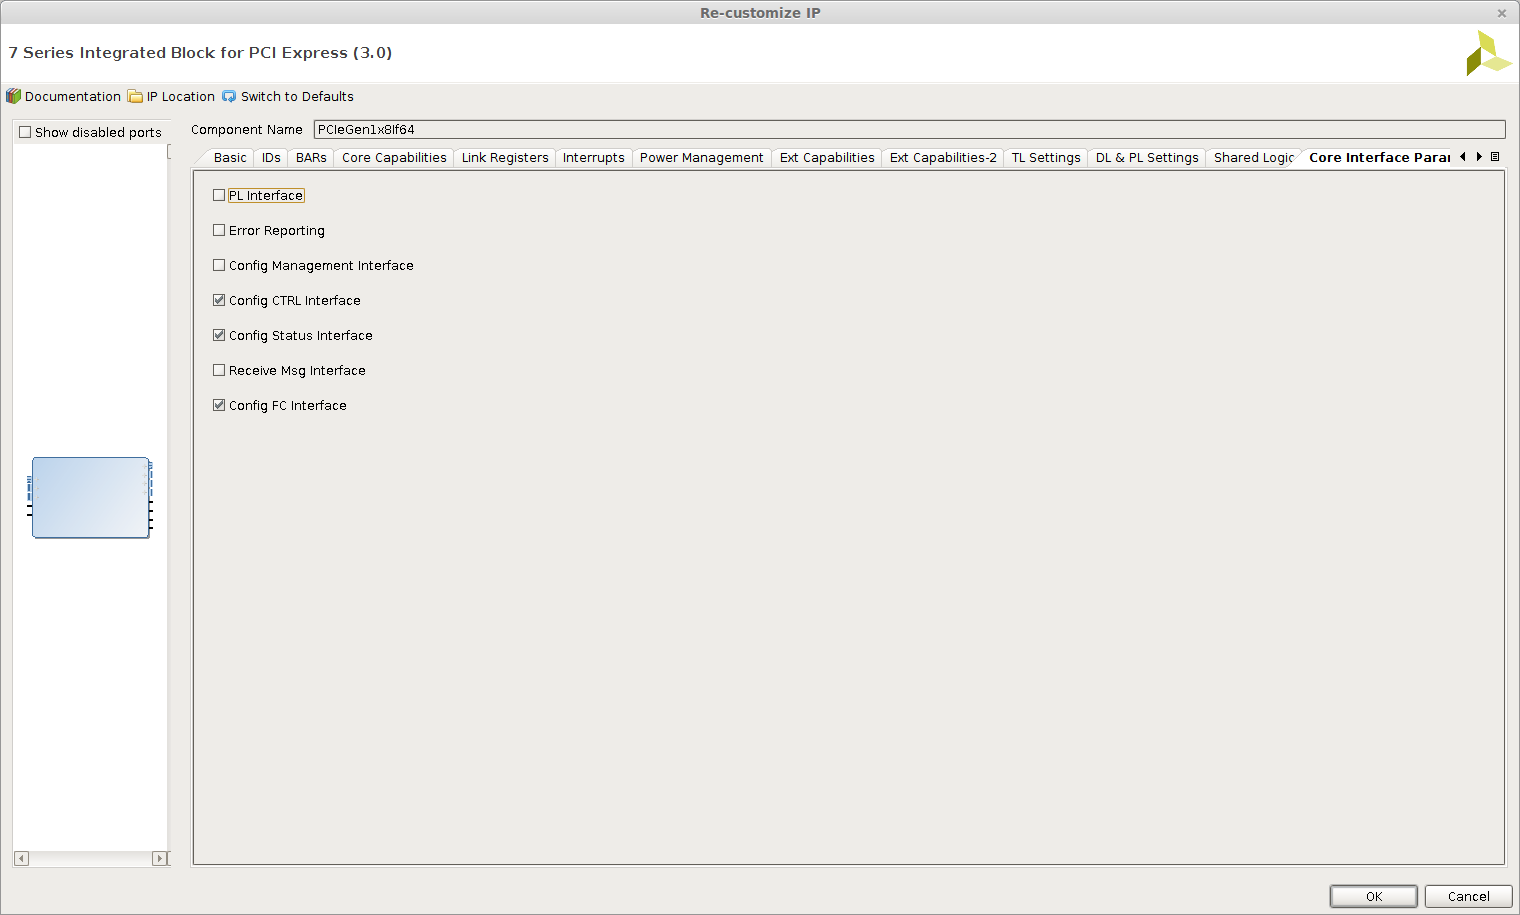 Re-customize IP
7 Series Integrated Block for PCI Express (3.0)
Documentation IP Location Switch to Defaults
Show disabled ports
Component Name PCIeGen1x8If64
Basic IDs BARs Core Capabilities Link Registers Interrupts Power Management Ext Capabilities Ext Capabilities-2 TL Settings DL & PL Settings Shared Logic Core Interface Parar
PL Interface
Error Reporting
Config Management Interface
Config CTRL Interface
Config Status Interface
Receive Msg Interface
Config FC Interface
OK Cancel